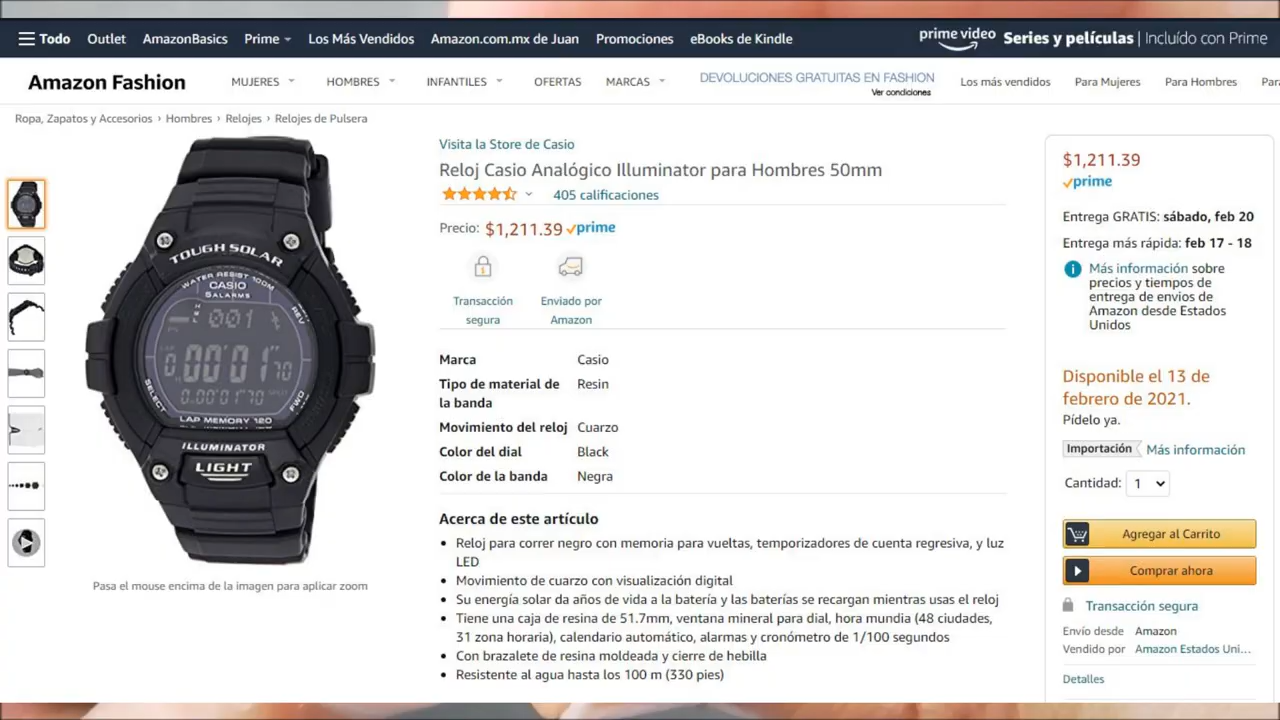 Todo Outlet AmazonBasics Prime Los Más Vendidos Amazon.com.mx de Juan Promociones eBooks de Kindle prime video Series y películas | Incluído con Prime
Amazon Fashion MUJERES HOMBRES INFANTILES OFERTAS MARCAS DEVOLUCIONES GRATUITAS EN FASHION Los más vendidos Para Mujeres Para Hombres Par
Ver condiciones
Ropa, Zapatos y Accesorios › Hombres › Relojes › Relojes de Pulsera
TOUGH SOLAR
WATER RESIST 100M
CASIO
5 ALARMS
REV
SELECT
FWD
LAP MEMORY 120
ILLUMINATOR
LIGHT
Pasa el mouse encima de la imagen para aplicar zoom
Visita la Store de Casio
Reloj Casio Analógico Illuminator para Hombres 50mm
405 calificaciones
Precio: $1,211.39 prime
Transacción segura
Enviado por Amazon
Marca Casio
Tipo de material de la banda Resin
Movimiento del reloj Cuarzo
Color del dial Black
Color de la banda Negra
Acerca de este artículo
• Reloj para correr negro con memoria para vueltas, temporizadores de cuenta regresiva, y luz
LED
• Movimiento de cuarzo con visualización digital
• Su energía solar da años de vida a la batería y las baterías se recargan mientras usas el reloj
• Tiene una caja de resina de 51.7mm, ventana mineral para dial, hora mundia (48 ciudades,
31 zona horaria), calendario automático, alarmas y cronómetro de 1/100 segundos
• Con brazalete de resina moldeada y cierre de hebilla
• Resistente al agua hasta los 100 m (330 pies)
$1,211.39
prime
Entrega GRATIS: sábado, feb 20
Entrega más rápida: feb 17 - 18
Más información sobre
precios y tiempos de
entrega de envios de
Amazon desde Estados
Unidos
Disponible el 13 de
febrero de 2021.
Pídelo ya.
Importación Más información
Cantidad: 1
Agregar al Carrito
Comprar ahora
Transacción segura
Envío desde Amazon
Vendido por Amazon Estados Uni...
Detalles